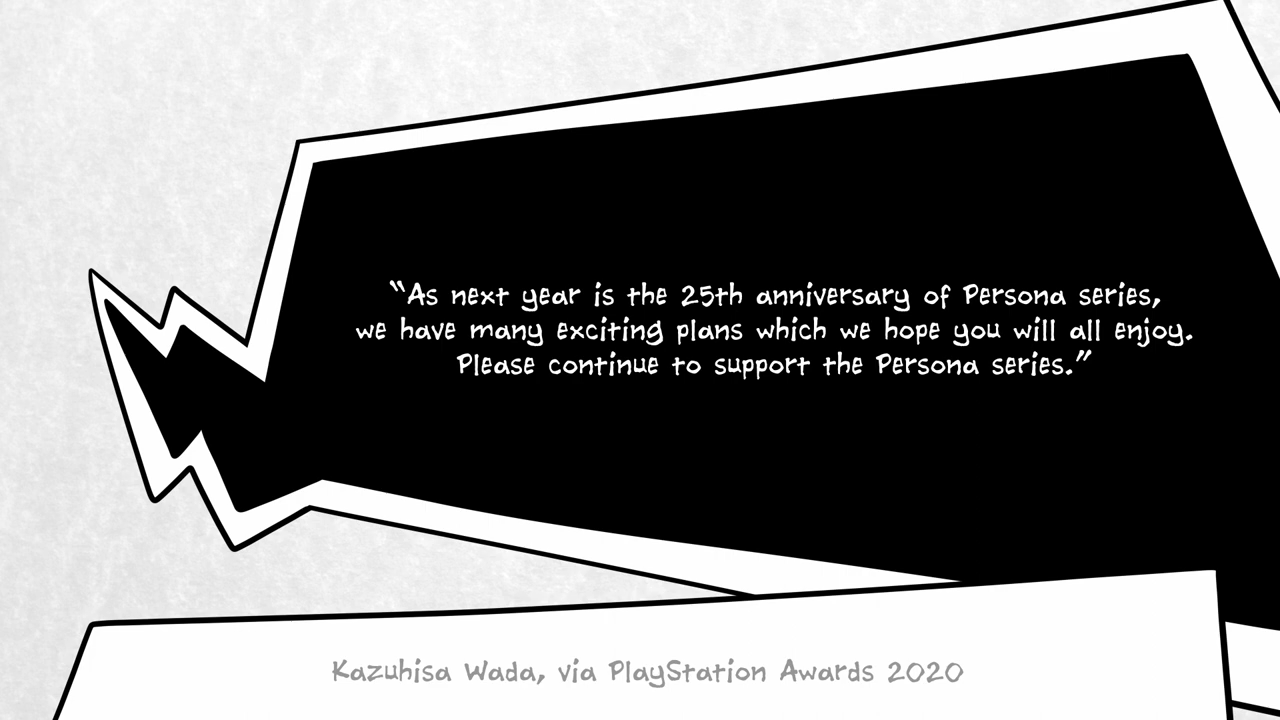 “As next year is the 25th anniversary of Persona series,
we have many exciting plans which we hope you will all enjoy.
Please continue to support the Persona series.”
Kazuhisa Wada, via PlayStation Awards 2020